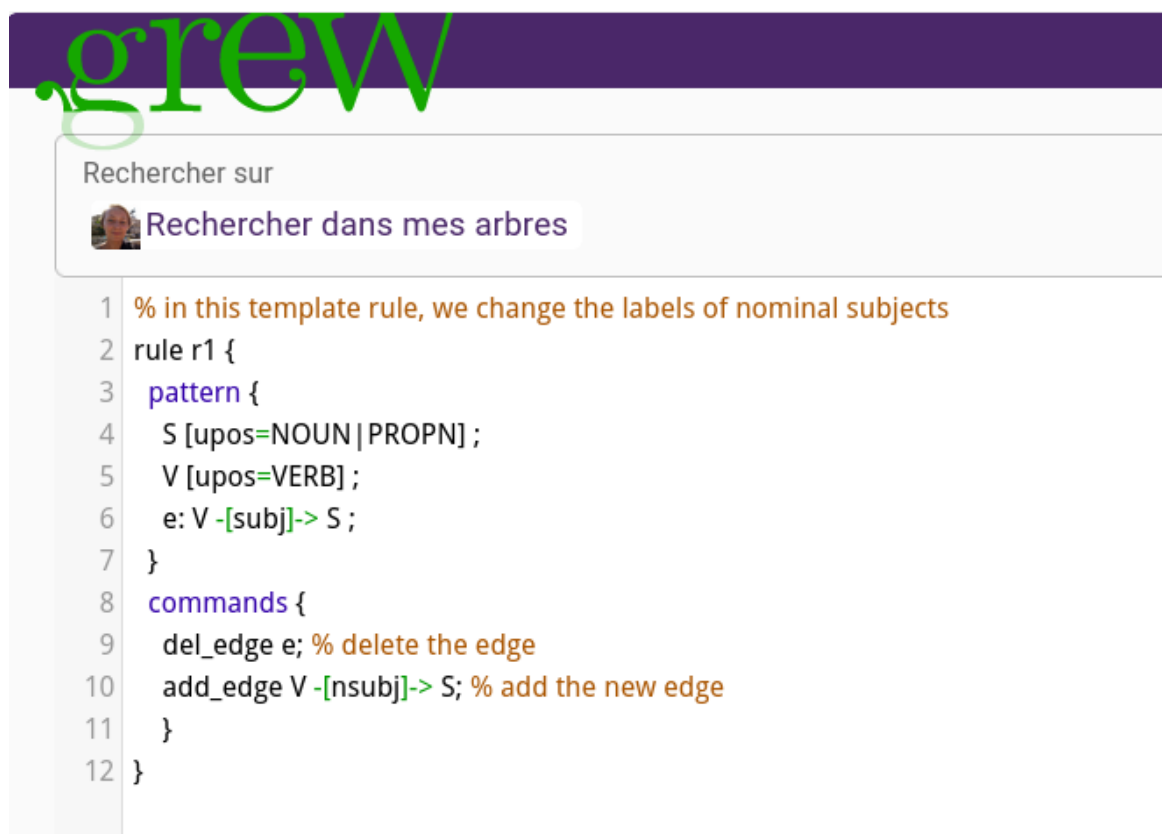 grew
Rechercher sur
Rechercher dans mes arbres
1 % in this template rule, we change the labels of nominal subjects
2 rule r1 {
3 pattern {
4 S [upos=NOUN|PROPN] ;
5 V [upos=VERB] ;
6 e: V -[subj]-> S ;
7 }
8 commands {
9 del_edge e; % delete the edge
10 add_edge V -[nsubj]-> S; % add the new edge
11 }
12 }